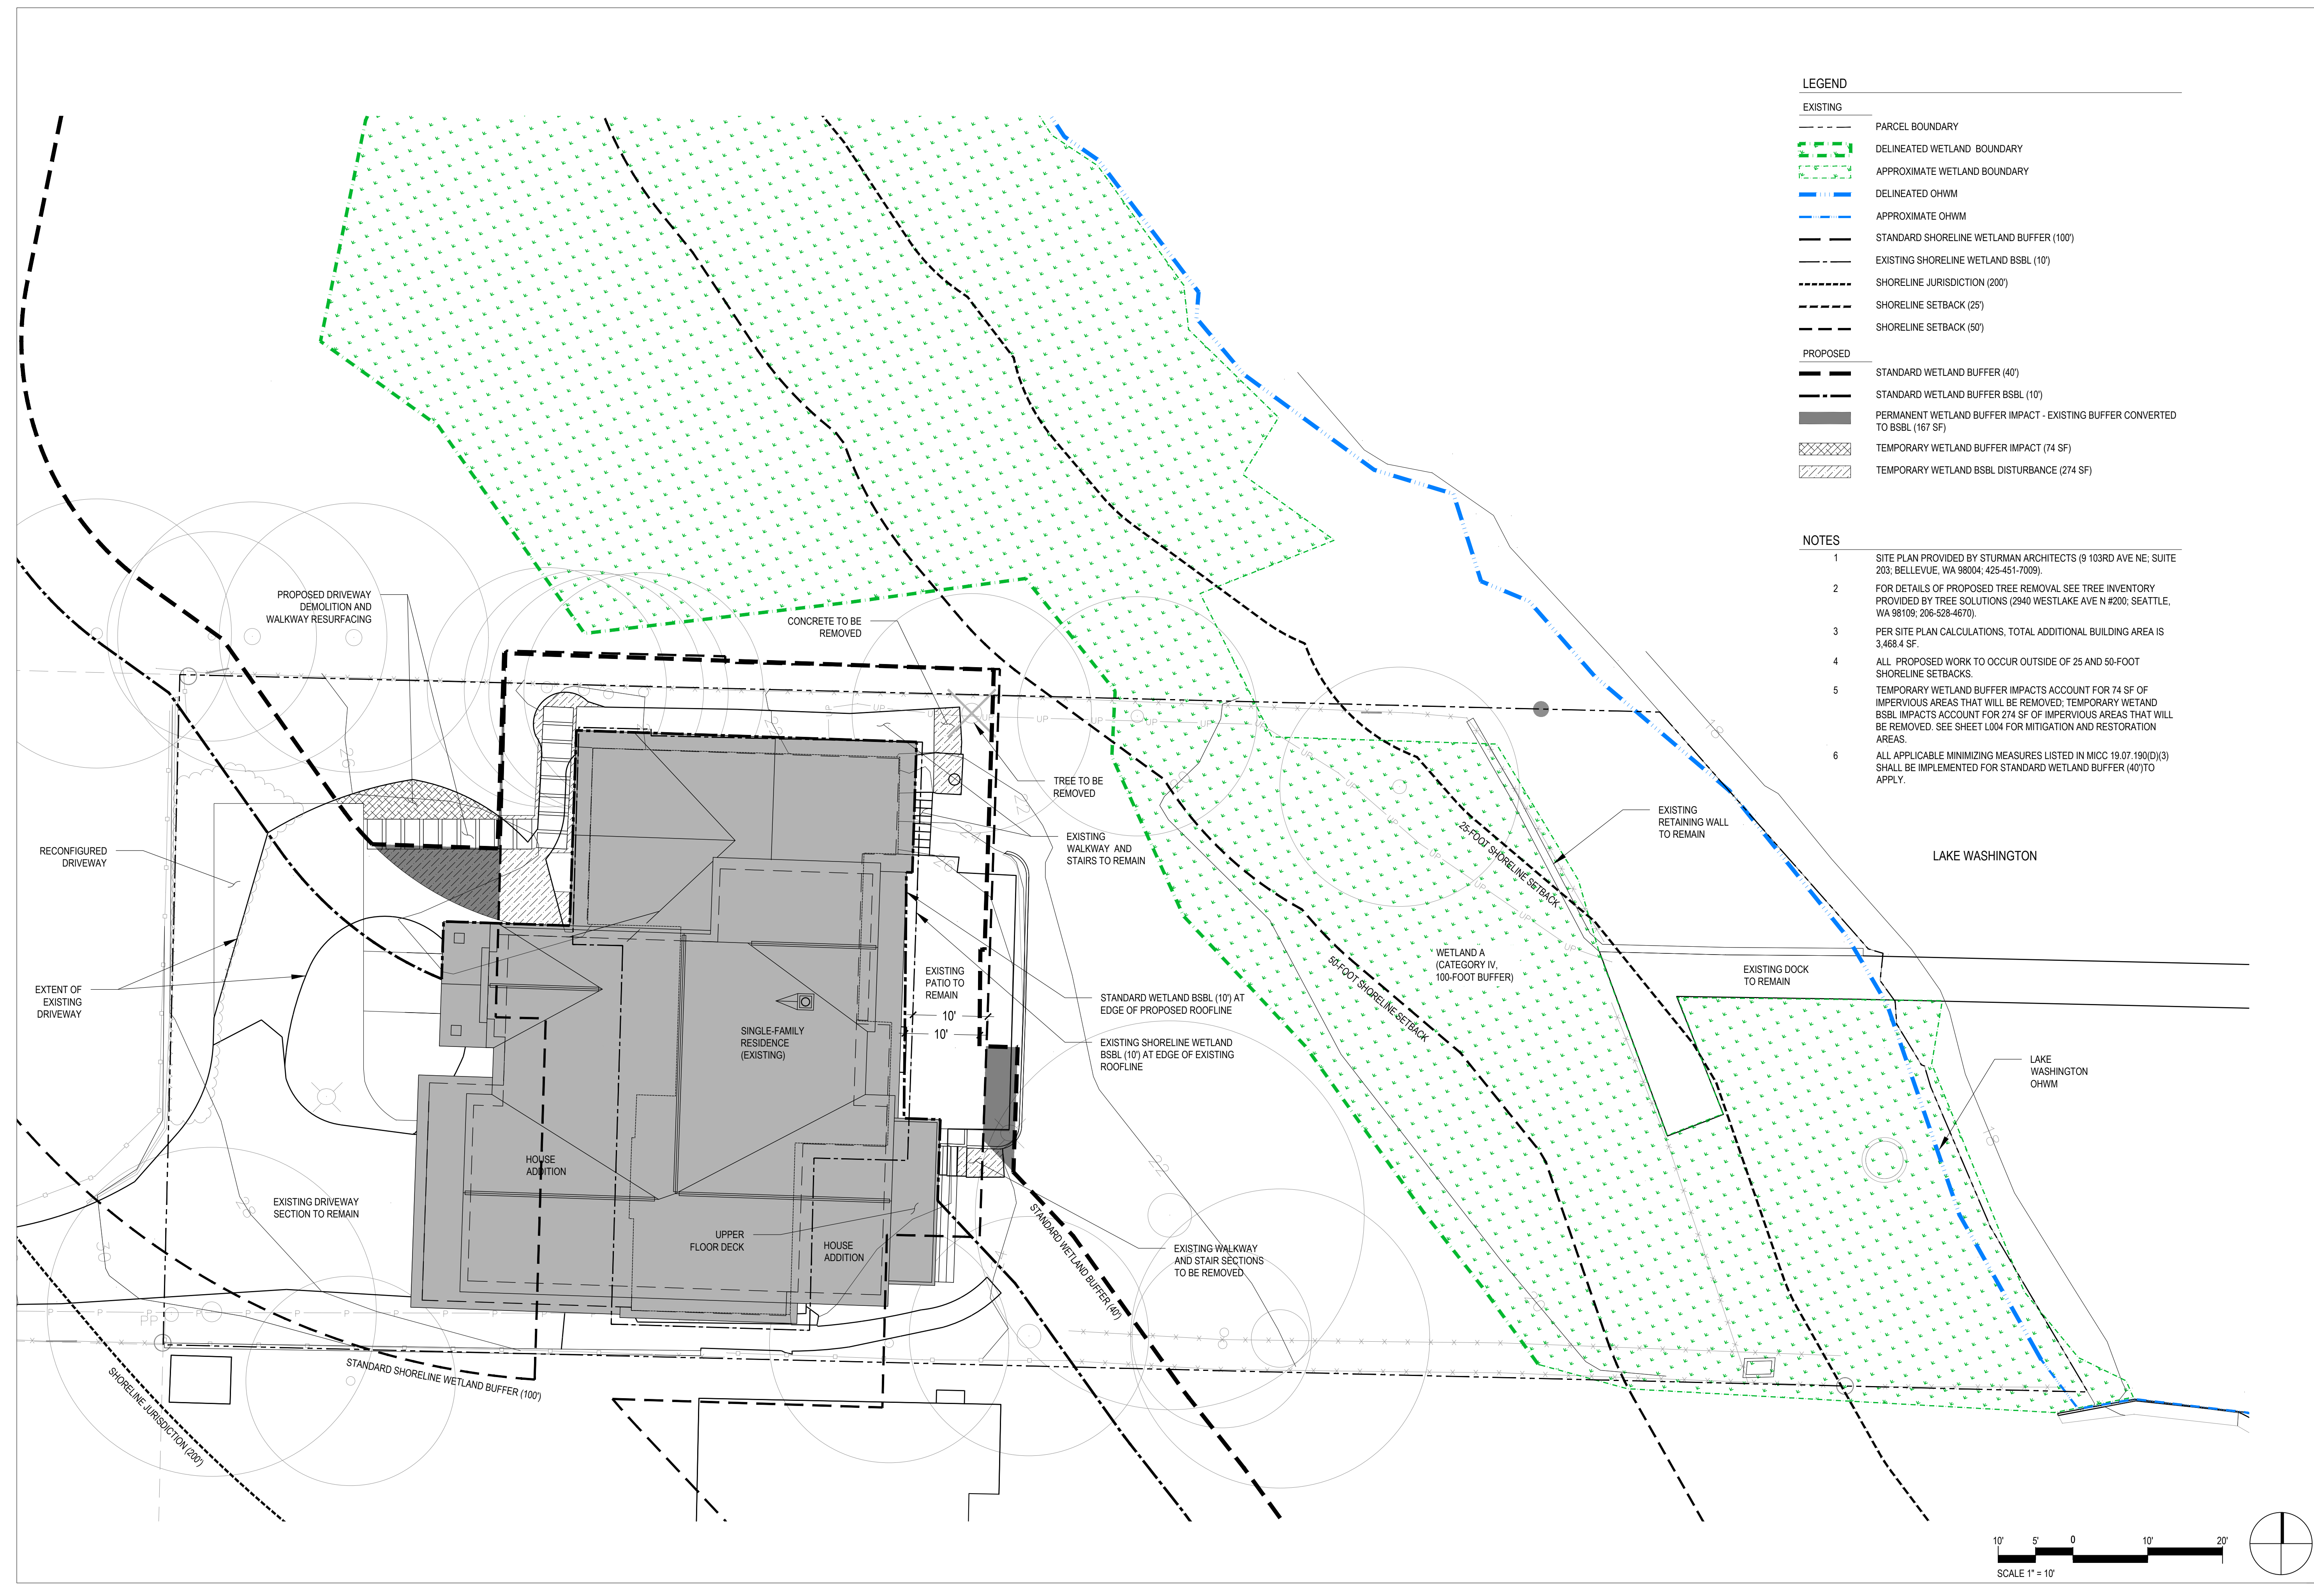 LEGEND
EXISTING
PARCEL BOUNDARY
DELINEATED WETLAND BOUNDARY
APPROXIMATE WETLAND BOUNDARY
DELINEATED OHWM
APPROXIMATE OHWM
STANDARD SHORELINE WETLAND BUFFER (100')
EXISTING SHORELINE WETLAND BSBL (10')
SHORELINE JURISDICTION (200')
SHORELINE SETBACK (25')
SHORELINE SETBACK (50')
PROPOSED
STANDARD WETLAND BUFFER (40')
STANDARD WETLAND BUFFER BSBL (10')
PERMANENT WETLAND BUFFER IMPACT - EXISTING BUFFER CONVERTED
TO BSBL (167 SF)
TEMPORARY WETLAND BUFFER IMPACT (74 SF)
TEMPORARY WETLAND BSBL DISTURBANCE (274 SF)
NOTES
1 SITE PLAN PROVIDED BY STURMAN ARCHITECTS (9 103RD AVE NE; SUITE
203; BELLEVUE, WA 98004; 425-451-7009).
2 FOR DETAILS OF PROPOSED TREE REMOVAL SEE TREE INVENTORY
PROVIDED BY TREE SOLUTIONS (2940 WESTLAKE AVE N #200; SEATTLE,
WA 98109; 206-528-4670).
3 PER SITE PLAN CALCULATIONS, TOTAL ADDITIONAL BUILDING AREA IS
3,468.4 SF.
4 ALL PROPOSED WORK TO OCCUR OUTSIDE OF 25 AND 50-FOOT
SHORELINE SETBACKS.
5 TEMPORARY WETLAND BUFFER IMPACTS ACCOUNT FOR 74 SF OF
IMPERVIOUS AREAS THAT WILL BE REMOVED; TEMPORARY WETAND
BSBL IMPACTS ACCOUNT FOR 274 SF OF IMPERVIOUS AREAS THAT WILL
BE REMOVED. SEE SHEET L004 FOR MITIGATION AND RESTORATION
AREAS.
6 ALL APPLICABLE MINIMIZING MEASURES LISTED IN MICC 19.07.190(D)(3)
SHALL BE IMPLEMENTED FOR STANDARD WETLAND BUFFER (40')TO
APPLY.
PROPOSED DRIVEWAY
DEMOLITION AND
WALKWAY RESURFACING
CONCRETE TO BE
REMOVED
TREE TO BE
REMOVED
EXISTING
WALKWAY AND
STAIRS TO REMAIN
RECONFIGURED
DRIVEWAY
EXTENT OF
EXISTING
DRIVEWAY
EXISTING
PATIO TO
REMAIN
10'
10'
STANDARD WETLAND BSBL (10') AT
EDGE OF PROPOSED ROOFLINE
EXISTING SHORELINE WETLAND
BSBL (10') AT EDGE OF EXISTING
ROOFLINE
SINGLE-FAMILY
RESIDENCE
(EXISTING)
HOUSE
ADDITION
EXISTING DRIVEWAY
SECTION TO REMAIN
UPPER
FLOOR DECK
HOUSE
ADDITION
EXISTING WALKWAY
AND STAIR SECTIONS
TO BE REMOVED
STANDARD WETLAND BUFFER (40')
STANDARD SHORELINE WETLAND BUFFER (100')
SHORELINE JURISDICTION (200')
25-FOOT SHORELINE SETBACK
50-FOOT SHORELINE SETBACK
WETLAND A
(CATEGORY IV,
100-FOOT BUFFER)
EXISTING
RETAINING WALL
TO REMAIN
LAKE WASHINGTON
EXISTING DOCK
TO REMAIN
LAKE
WASHINGTON
OHWM
18
18
22
28
30
PP
10' 5' 0 10' 20'
SCALE 1" = 10'